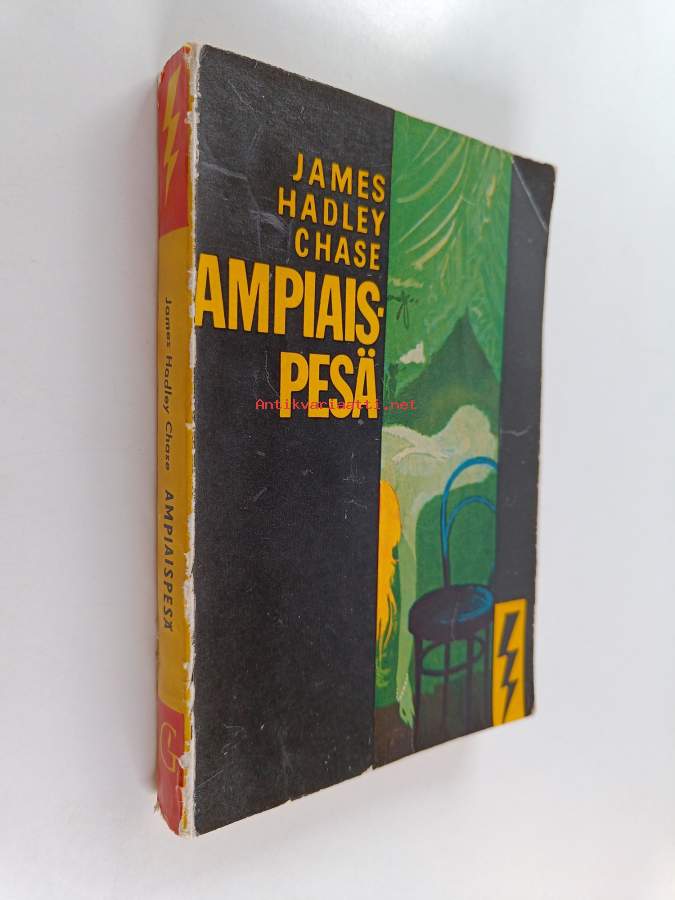 JAMES
HADLEY
CHASE
AMPIAIS-
PESÄ
Antikvariaatti.net
James Hadley Chase AMPIAISPESÄ
G